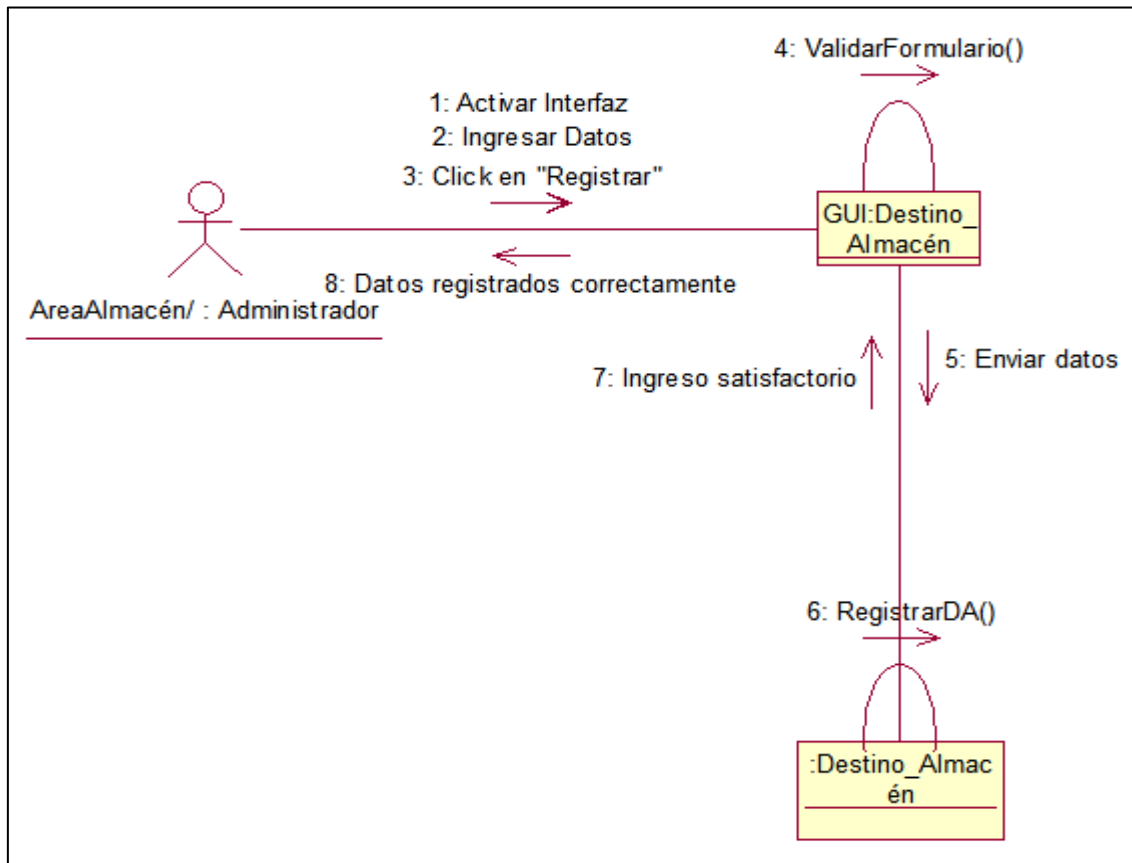 4: ValidarFormulario()
1: Activar Interfaz
2: Ingresar Datos
3: Click en "Registrar"
GUI:Destino_
Almacén
8: Datos registrados correctamente
AreaAlmacén/ : Administrador
7: Ingreso satisfactorio
5: Enviar datos
6: RegistrarDA()
:Destino_Almac
én